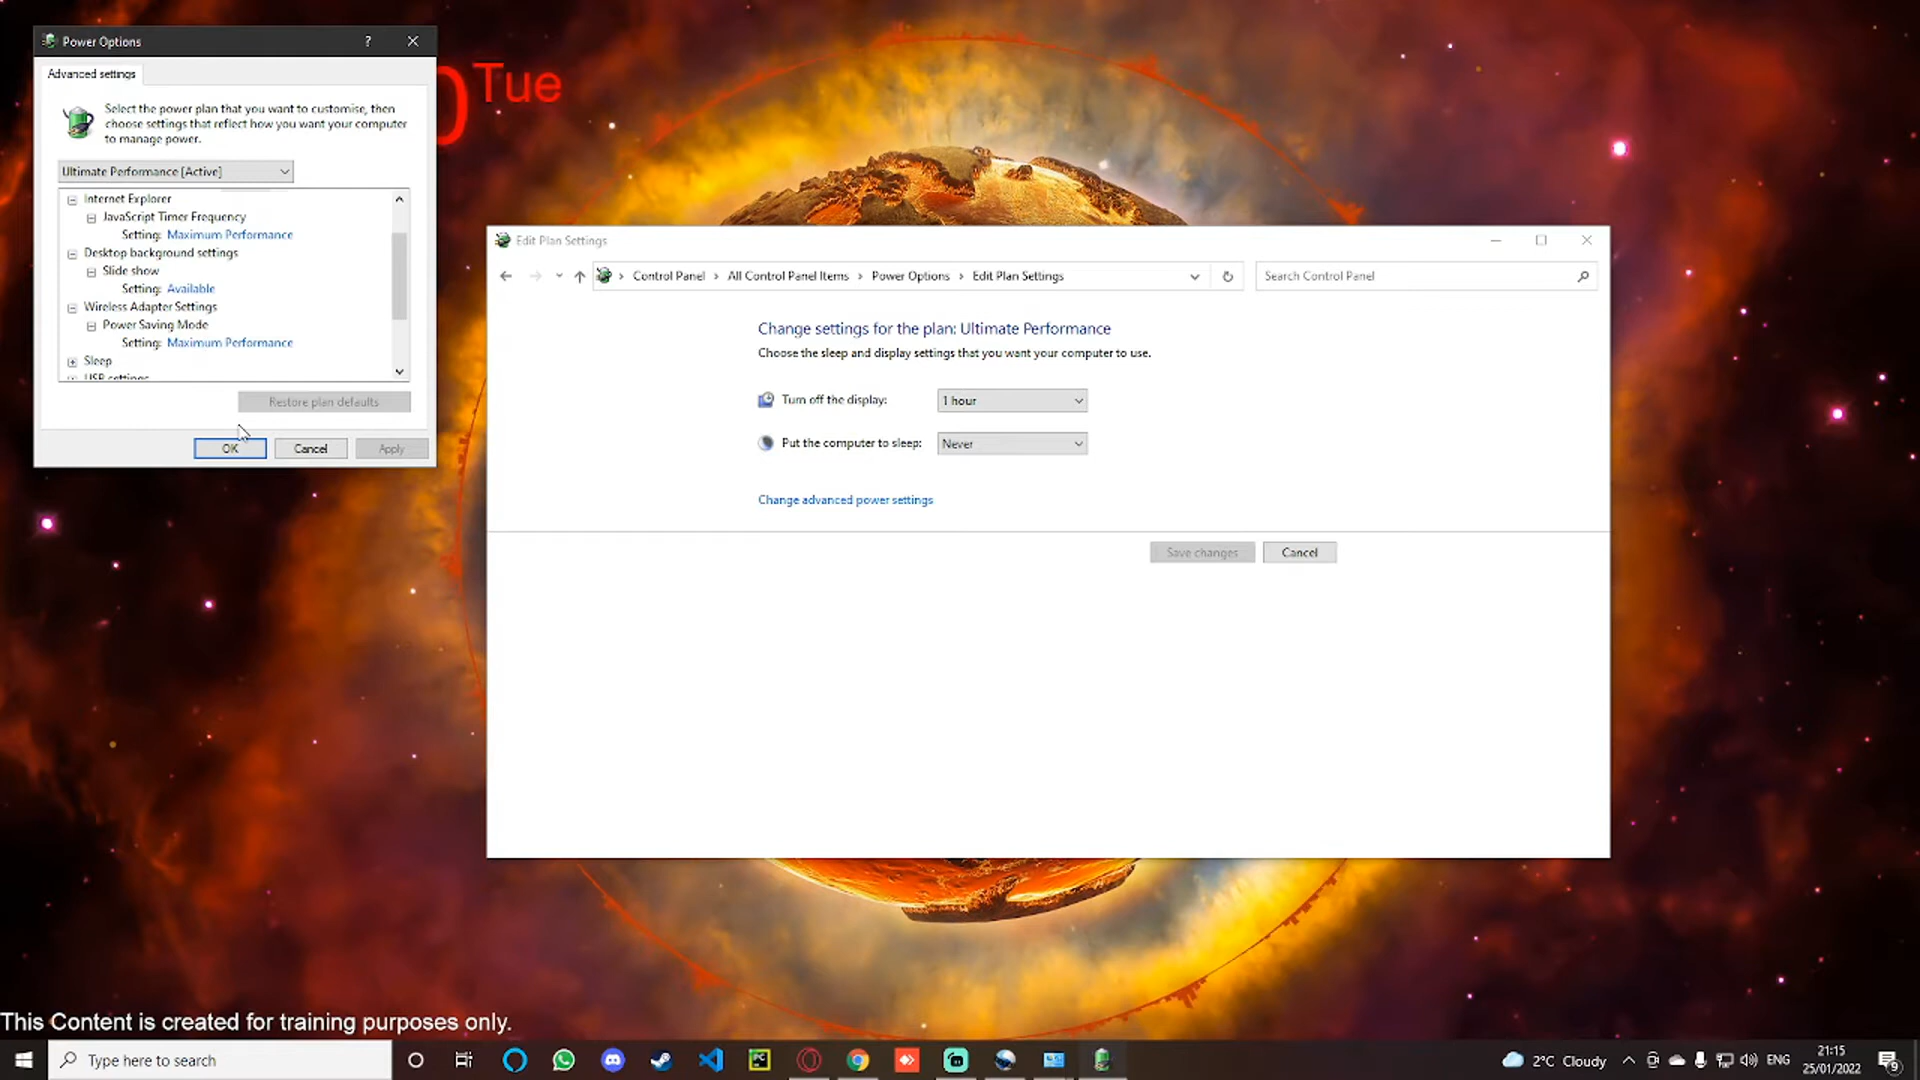 Power Options
?
Advanced settings
Select the power plan that you want to customise, then
choose settings that reflect how you want your computer
to manage power.
Ultimate Performance [Active]
Internet Explorer
JavaScript Timer Frequency
Setting: Maximum Performance
Desktop background settings
Slide show
Setting: Available
Wireless Adapter Settings
Power Saving Mode
Setting: Maximum Performance
Sleep
USB settings
Restore plan defaults
OK Cancel Apply
0 Tue
Edit Plan Settings
Control Panel > All Control Panel Items > Power Options > Edit Plan Settings
Search Control Panel
Change settings for the plan: Ultimate Performance
Choose the sleep and display settings that you want your computer to use.
Turn off the display: 1 hour
Put the computer to sleep: Never
Change advanced power settings
Save changes Cancel
This Content is created for training purposes only.
Type here to search
PC
2°C Cloudy
ENG
21:15
25/01/2022
9